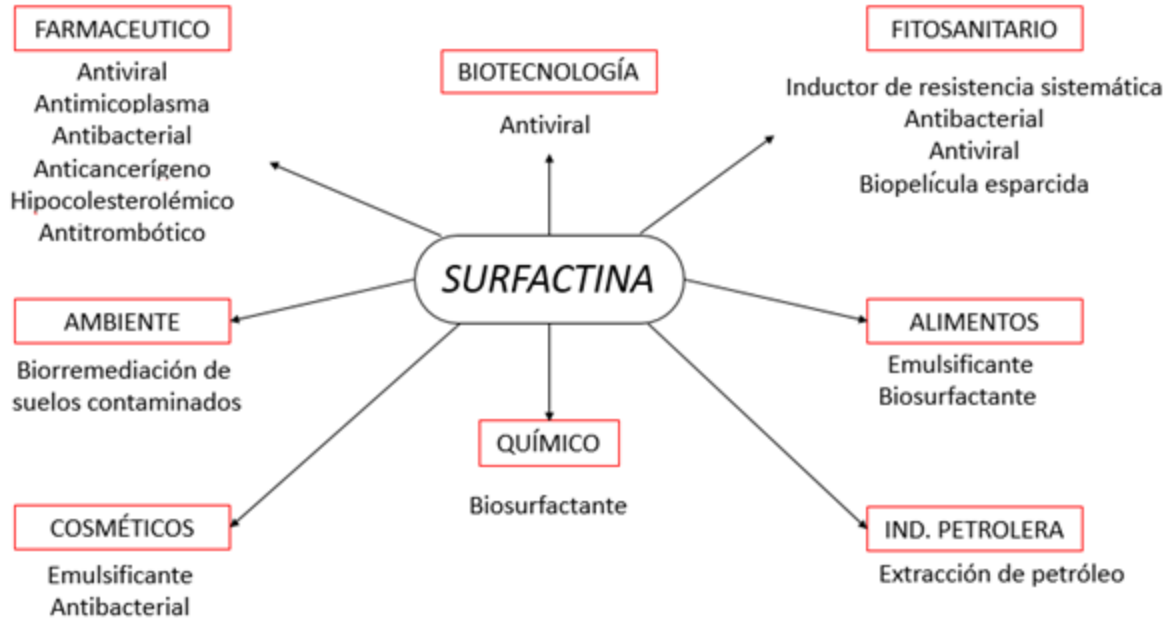 FARMACEUTICO
Antiviral
Antimicoplasma
Antibacterial
Anticancerígeno
Hipocolesterolémico
Antitrombótico
BIOTECNOLOGÍA
Antiviral
FITOSANITARIO
Inductor de resistencia sistemática
Antibacterial
Antiviral
Biopelícula esparcida
SURFACTINA
AMBIENTE
Biorremediación de
suelos contaminados
ALIMENTOS
Emulsificante
Biosurfactante
QUÍMICO
Biosurfactante
COSMÉTICOS
Emulsificante
Antibacterial
IND. PETROLERA
Extracción de petróleo